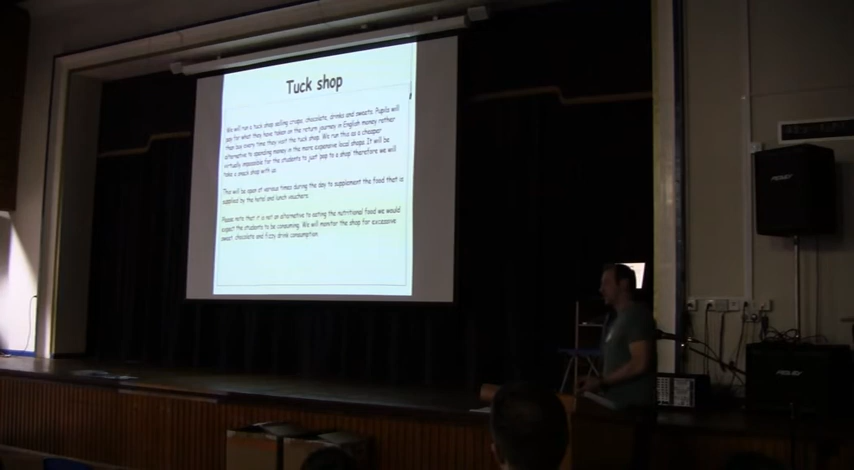 Tuck shop
We will run a tuck shop selling crisps, chocolate, drinks and sweets. Pupils will
pay for what they have taken on the return journey in English money rather
than buy every time they visit the tuck shop. We run this as a cheaper
alternative to spending money in the more expensive local shops. It will be
virtually impossible for the students to just 'pop to a shop' therefore we will
take a snack shop with us.
This will be open at various times during the day to supplement the food that is
supplied by the hotel and lunch vouchers.
Please note that it is not an alternative to eating the nutritional food we would
expect the students to be consuming. We will monitor the shop for excessive
sweet, chocolate and fizzy drink consumption.
PEAVEY
PEAVEY